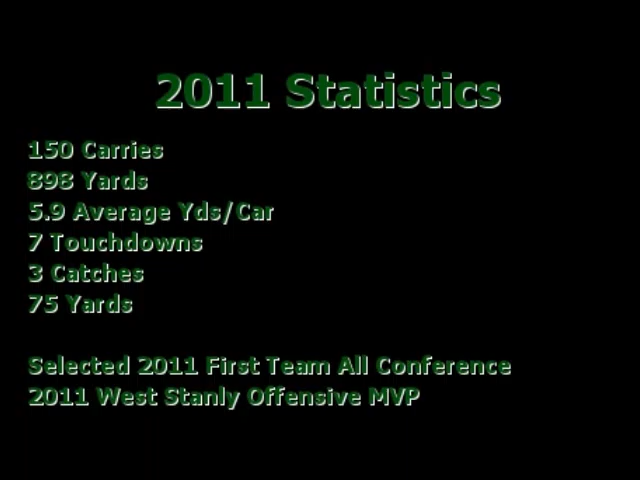 2011 Statistics
150 Carries
898 Yards
5.9 Average Yds/Car
7 Touchdowns
3 Catches
75 Yards
Selected 2011 First Team All Conference
2011 West Stanly Offensive MVP